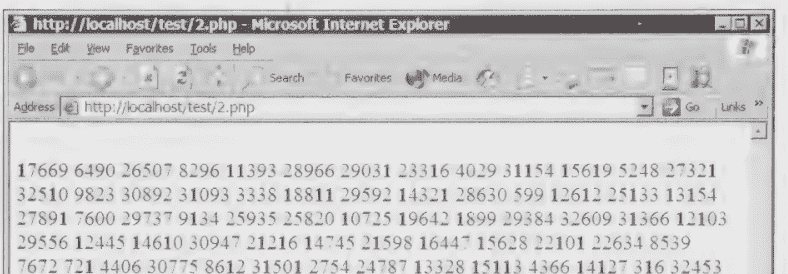 http://localhost/test/2.php - Microsoft Internet Explorer
File Edit View Favorites Tools Help
Search Favorites Media
Address http://localhost/test/2.php Go Links »
17669 6490 26507 8296 11393 28966 29031 23316 4029 31154 15619 5248 27321
32510 9823 30892 31093 3338 18811 29592 14321 28630 599 12612 25133 13154
27891 7600 29737 9134 25935 25820 10725 19642 1899 29384 32609 31366 12103
29556 12445 14610 30947 21216 14745 21598 16447 15628 22101 22634 8539
7672 721 4406 30775 8612 31501 2754 24787 13328 15113 4366 14127 316 32453